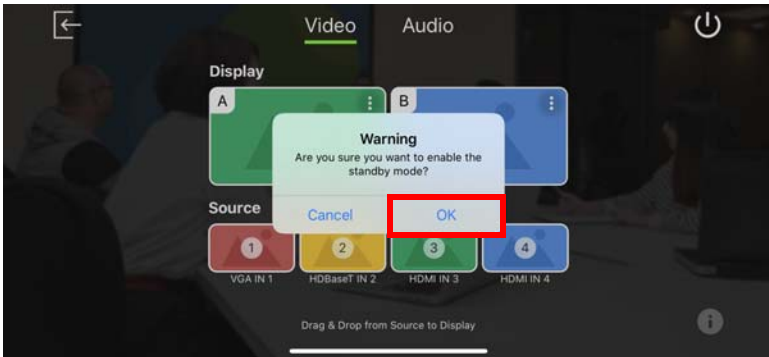 Video Audio
Display
A B
Warning
Are you sure you want to enable the
standby mode?
Source
Cancel OK
1 2 3 4
VGA IN 1 HDBaseT IN 2 HDMI IN 3 HDMI IN 4
Drag & Drop from Source to Display
i